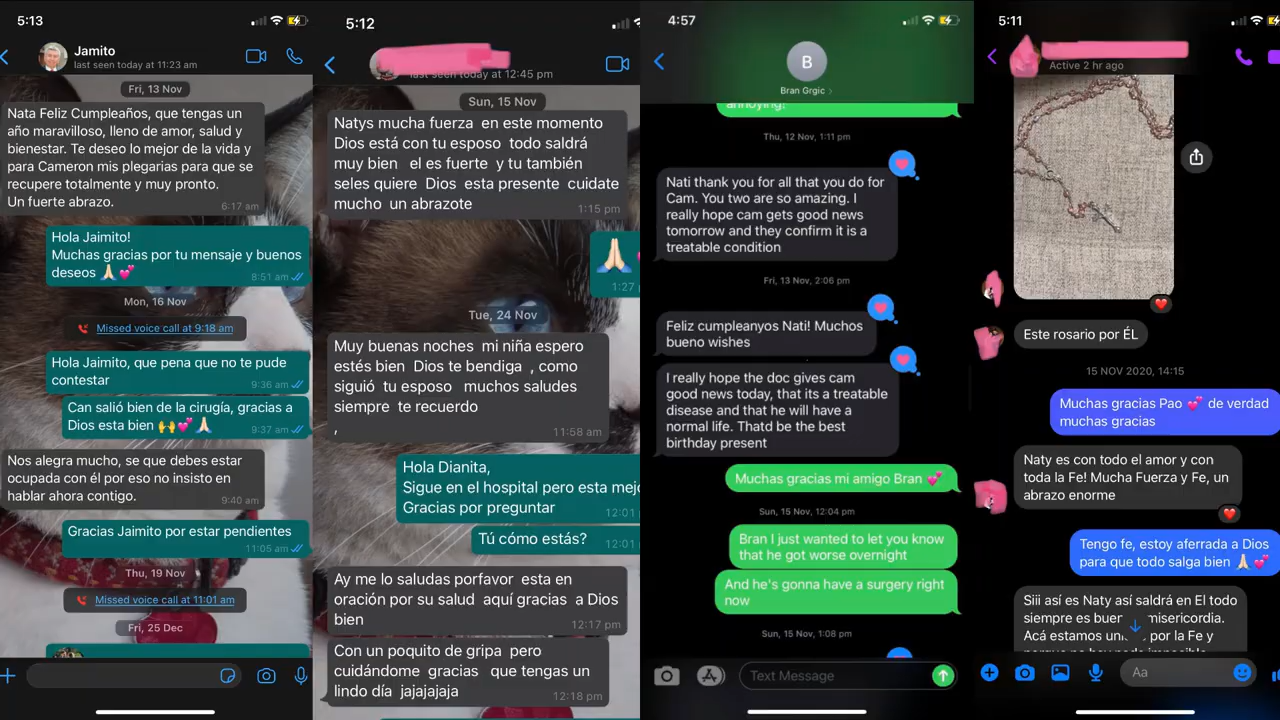 5:13
Jamito
last seen today at 11:23 am
Fri, 13 Nov
Nata Feliz Cumpleaños, que tengas un
año maravilloso, lleno de amor, salud y
bienestar. Te deseo lo mejor de la vida y
para Cameron mis plegarias para que se
recupere totalmente y muy pronto.
Un fuerte abrazo.
6:17 am
Hola Jaimito!
Muchas gracias por tu mensaje y buenos
deseos 🙏🏻💕
8:51 am
Mon, 16 Nov
Missed voice call at 9:18 am
Hola Jaimito, que pena que no te pude
contestar
9:36 am
Can salió bien de la cirugía, gracias a
Dios esta bien 🙌💕🙏🏻
9:37 am
Nos alegra mucho, se que debes estar
ocupada con él por eso no insisto en
hablar ahora contigo.
9:40 am
Gracias Jaimito por estar pendientes
11:05 am
Thu, 19 Nov
Missed voice call at 11:01 am
Fri, 25 Dec
5:12
last seen today at 12:45 pm
Sun, 15 Nov
Natys mucha fuerza en este momento
Dios está con tu esposo todo saldrá
muy bien el es fuerte y tu también
seles quiere Dios esta presente cuidate
mucho un abrazote
1:15 pm
🙏🏻
1:27
Tue, 24 Nov
Muy buenas noches mi niña espero
estés bien Dios te bendiga , como
siguió tu esposo muchos saludes
siempre te recuerdo
,
11:58 am
Hola Dianita,
Sigue en el hospital pero esta mejo
Gracias por preguntar
12:01
Tú cómo estás?
12:01
Ay me lo saludas porfavor esta en
oración por su salud aquí gracias a Dios
bien
12:17 pm
Con un poquito de gripa pero
cuidándome gracias que tengas un
lindo día jajajajaja
12:18 pm
4:57
B
Bran Grgic
annoying!
Thu, 12 Nov, 1:11 pm
Nati thank you for all that you do for
Cam. You two are so amazing. I
really hope cam gets good news
tomorrow and they confirm it is a
treatable condition
Fri, 13 Nov, 2:06 pm
Feliz cumpleanyos Nati! Muchos
bueno wishes
I really hope the doc gives cam
good news today, that its a treatable
disease and that he will have a
normal life. Thatd be the best
birthday present
Muchas gracias mi amigo Bran 💕
Sun, 15 Nov, 12:04 pm
Bran I just wanted to let you know
that he got worse overnight
And he's gonna have a surgery right
now
Sun, 15 Nov, 1:08 pm
Text Message
5:11
Active 2 hr ago
Este rosario por ÉL
15 NOV 2020, 14:15
Muchas gracias Pao 💕 de verdad
muchas gracias
Naty es con todo el amor y con
toda la Fe! Mucha Fuerza y Fe, un
abrazo enorme
Tengo fe, estoy aferrada a Dios
para que todo salga bien 🙏🏻💕
Siii así es Naty así saldrá en El todo
siempre es buen misericordia.
Acá estamos por la Fe y
Aa